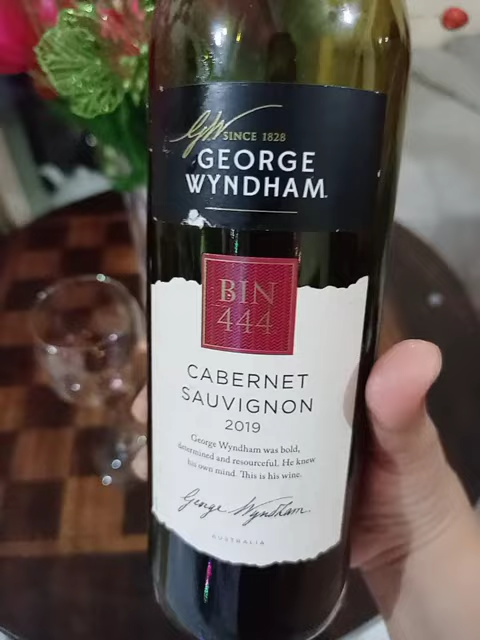 GW SINCE 1828
GEORGE
WYNDHAM
BIN
444
CABERNET
SAUVIGNON
2019
George Wyndham was bold,
determined and resourceful. He knew
his own mind. This is his wine.
George Wyndham.
AUSTRALIA